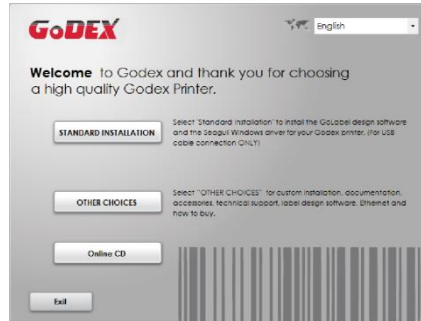 GoDEX
English
Welcome to Godex and thank you for choosing
a high quality Godex Printer.
STANDARD INSTALLATION
Select "Standard Installation" to install the GoLabel design software
and the Seagull Windows driver for your Godex printer. (For USB
cable connection ONLY)
OTHER CHOICES
Select "OTHER CHOICES" for custom installation, documentation,
accessories, technical support, label design software, Ethernet and
how to buy.
Online CD
Exit